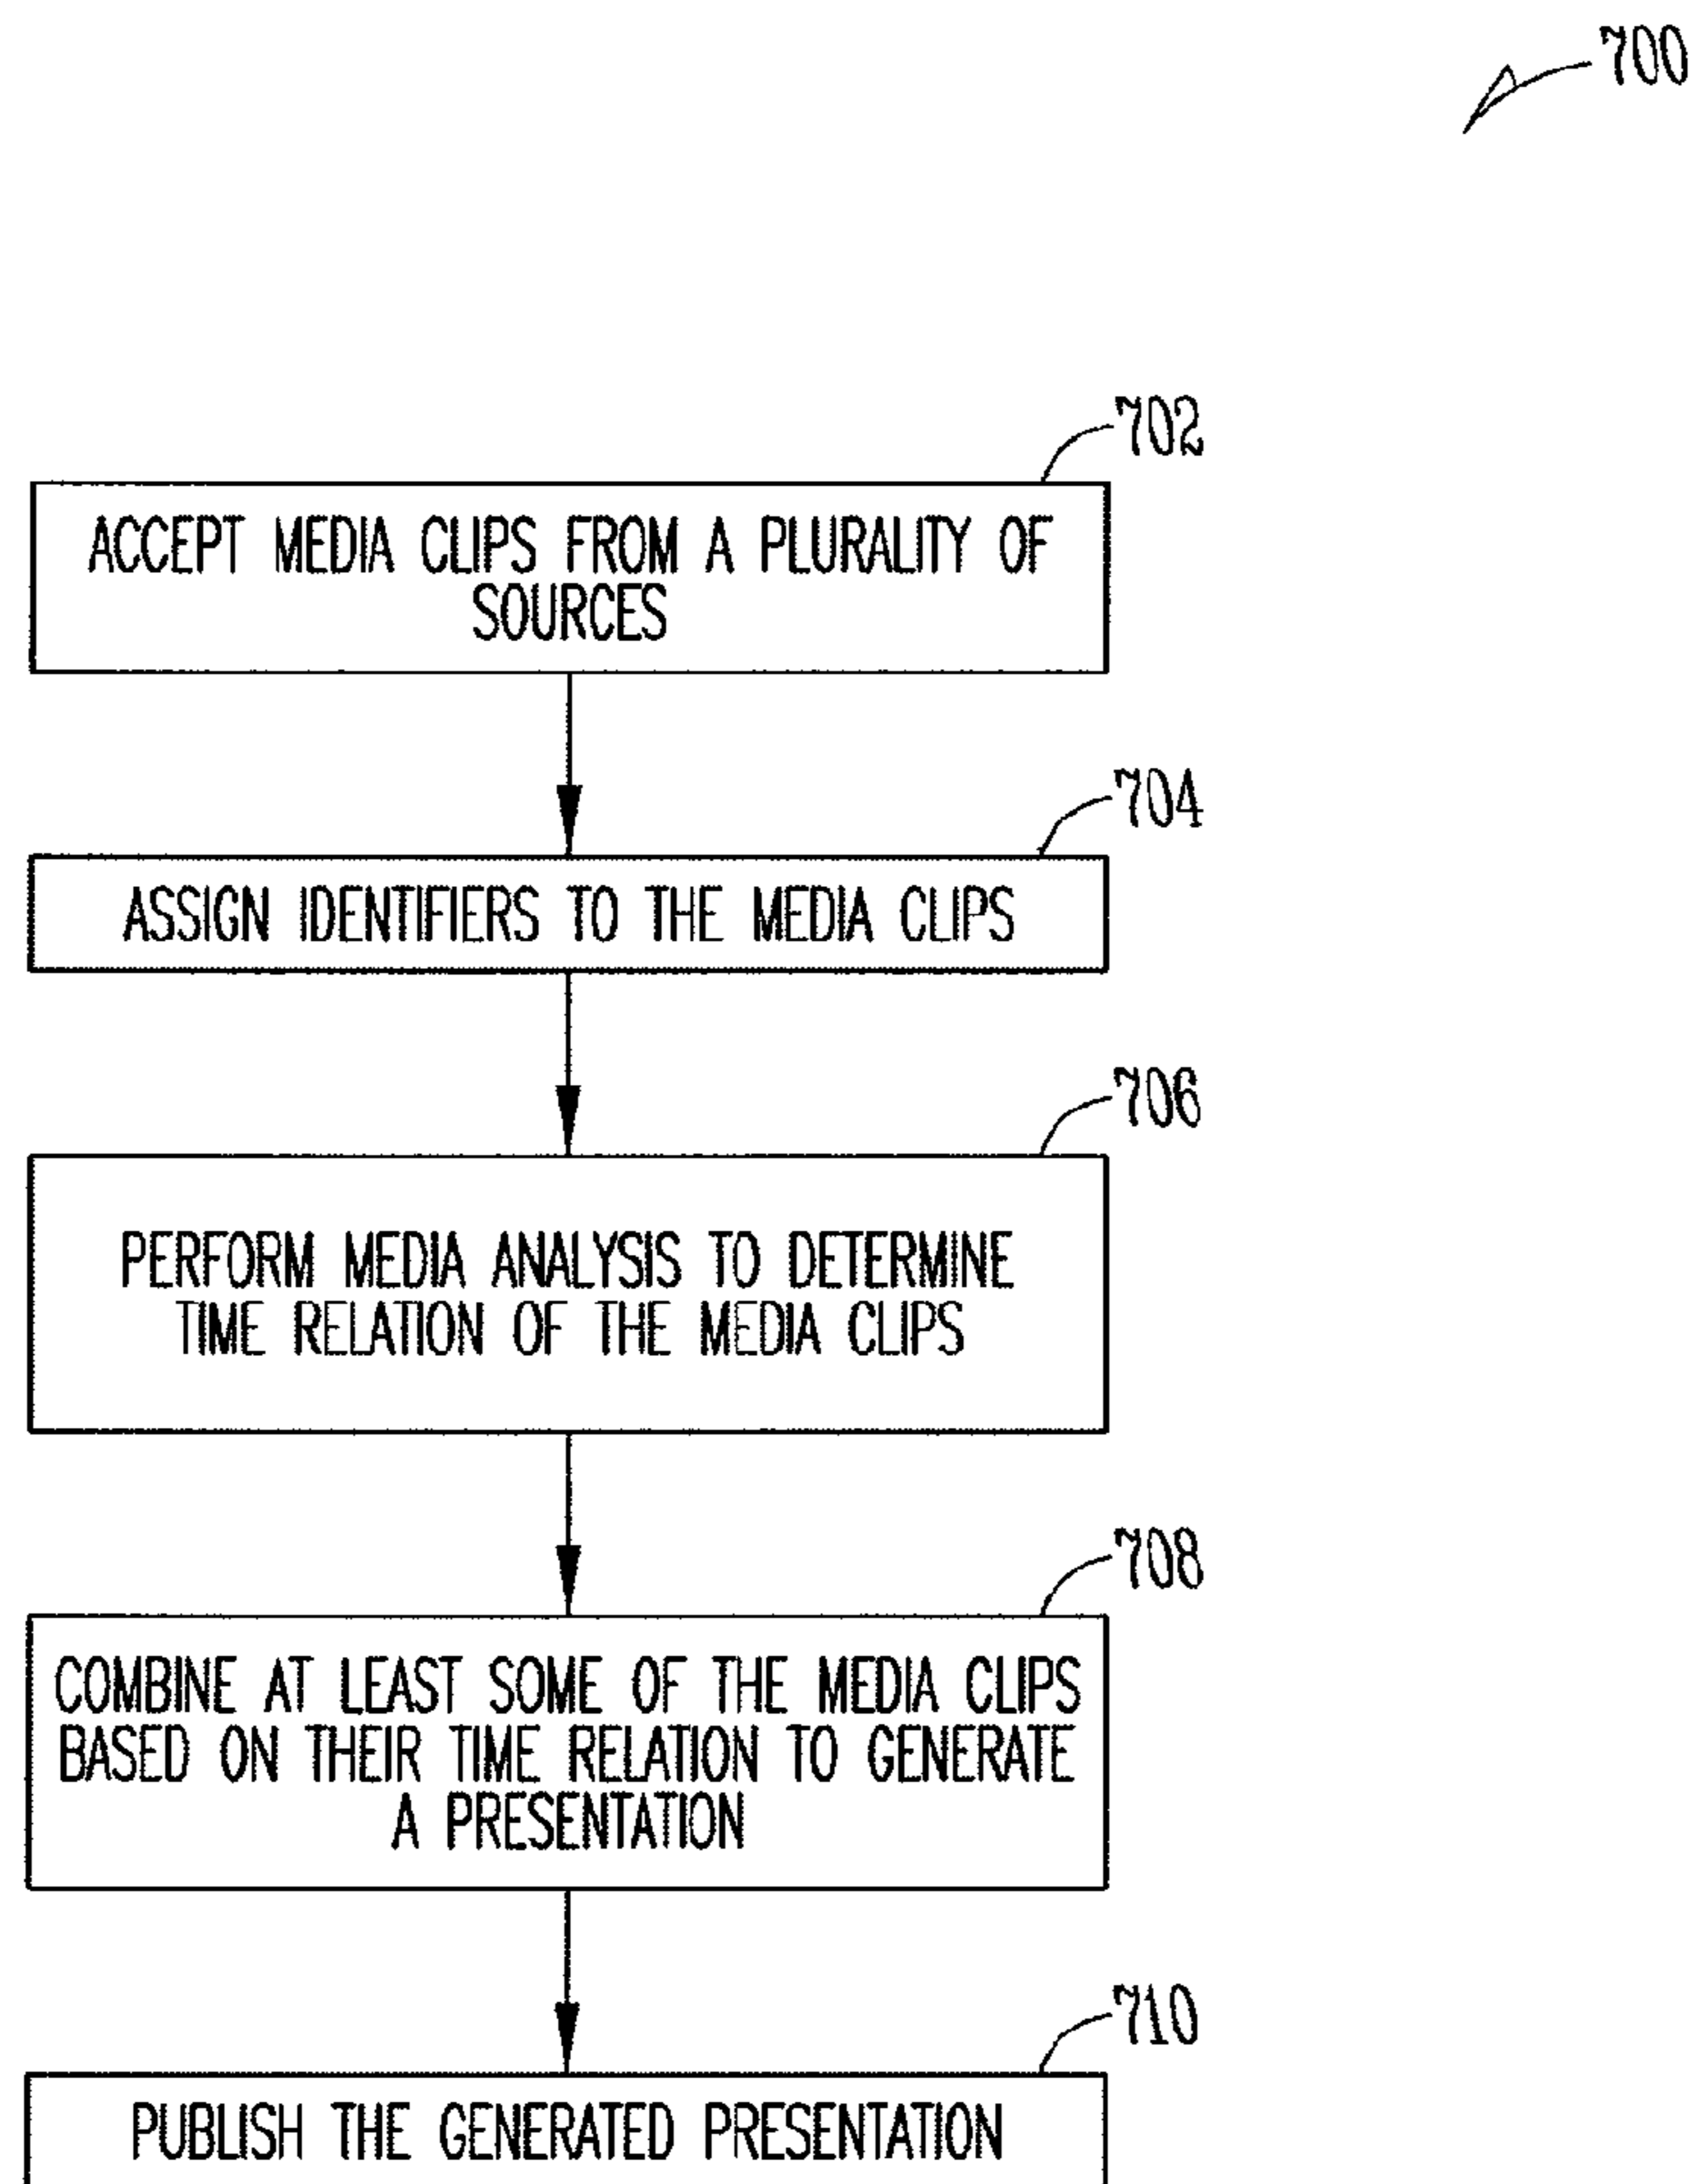 700
702
ACCEPT MEDIA CLIPS FROM A PLURALITY OF
SOURCES
704
ASSIGN IDENTIFIERS TO THE MEDIA CLIPS
706
PERFORM MEDIA ANALYSIS TO DETERMINE
TIME RELATION OF THE MEDIA CLIPS
708
COMBINE AT LEAST SOME OF THE MEDIA CLIPS
BASED ON THEIR TIME RELATION TO GENERATE
A PRESENTATION
710
PUBLISH THE GENERATED PRESENTATION